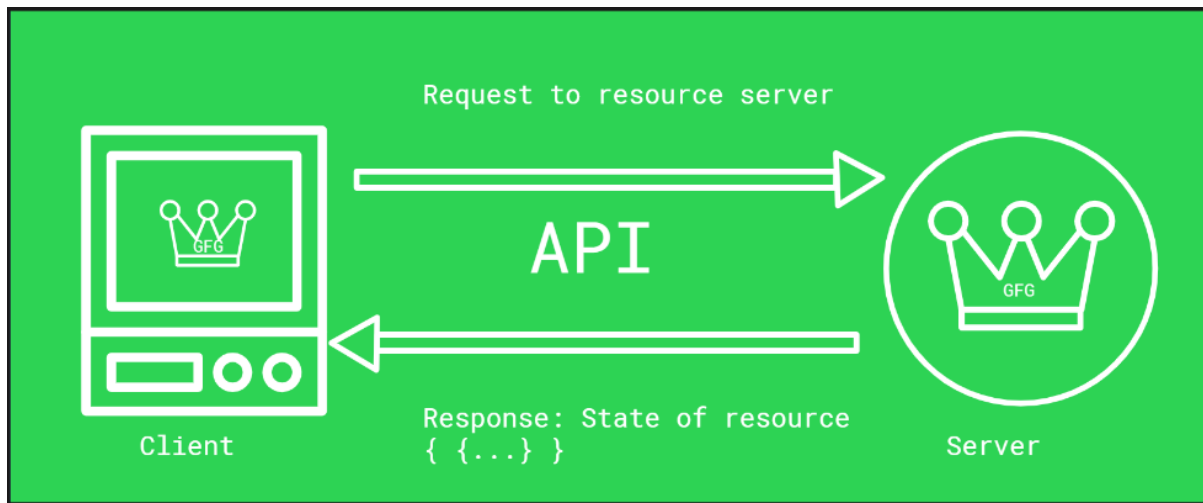 Request to resource server
GFG
API
GFG
Response: State of resource
{ {...} }
Client
Server